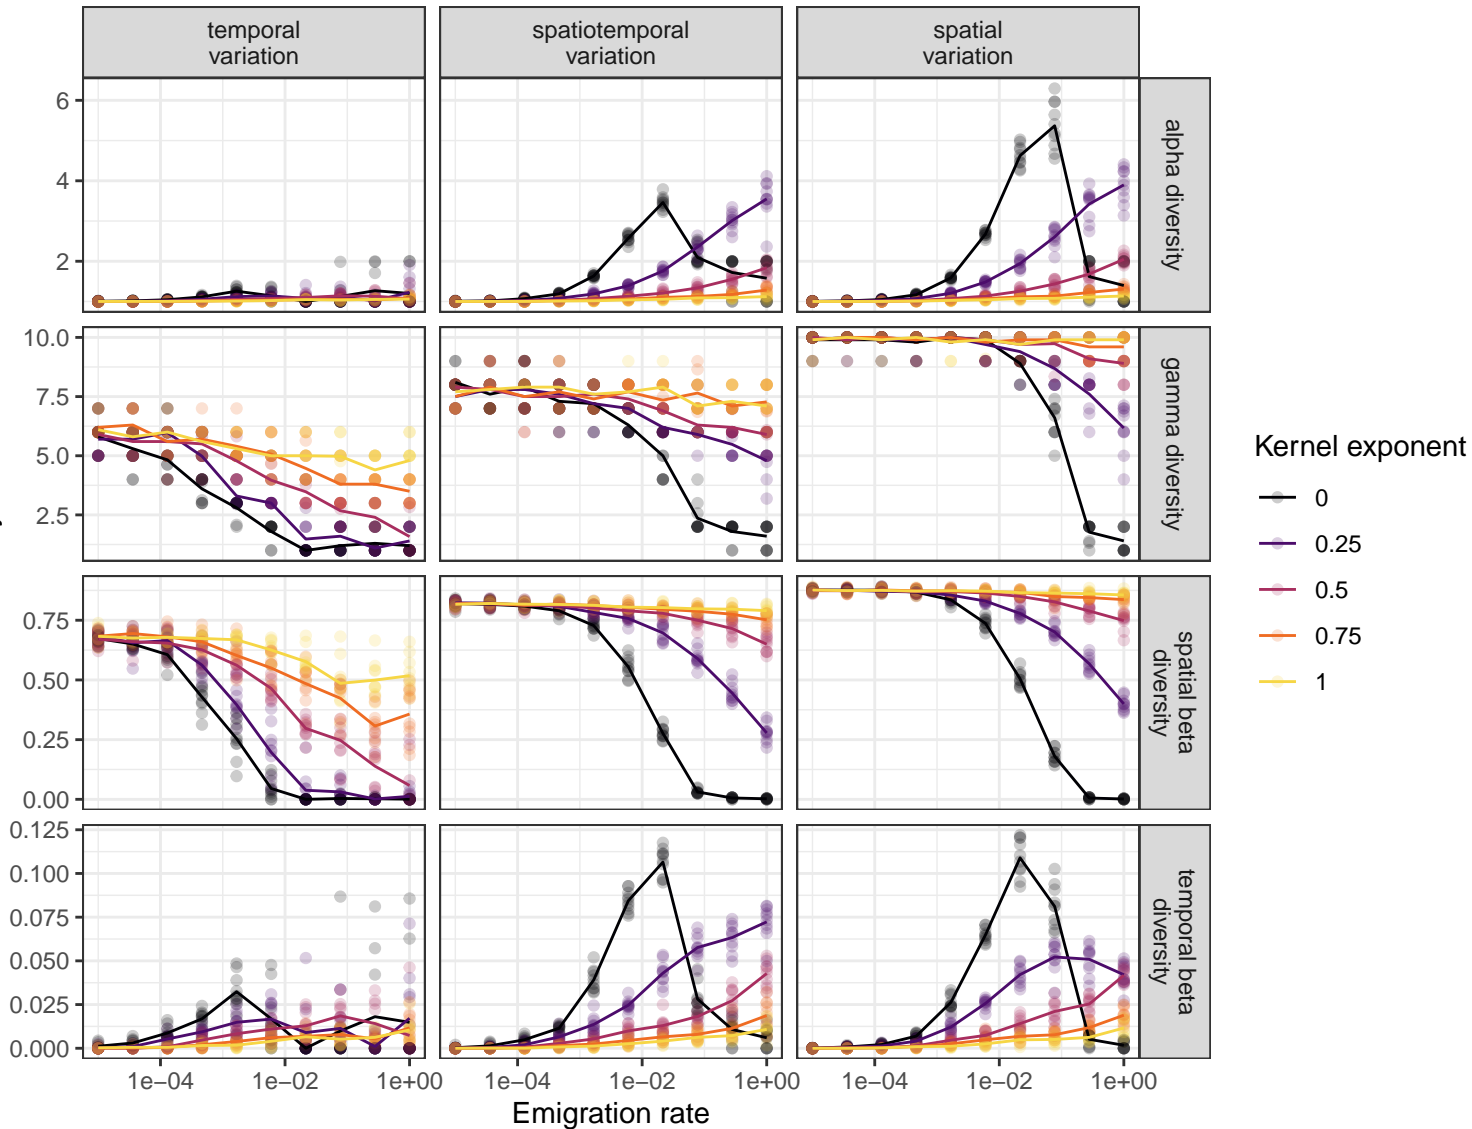 temporal
variation
spatiotemporal
variation
spatial
variation
6
4
2
alpha diversity
10.0
7.5
5.0
2.5
gamma diversity
0.75
0.50
0.25
0.00
spatial beta
diversity
0.125
0.100
0.075
0.050
0.025
0.000
temporal beta
diversity
1e−04 1e−02 1e+00 1e−04 1e−02 1e+00 1e−04 1e−02 1e+00
Emigration rate
Kernel exponent
0
0.25
0.5
0.75
1